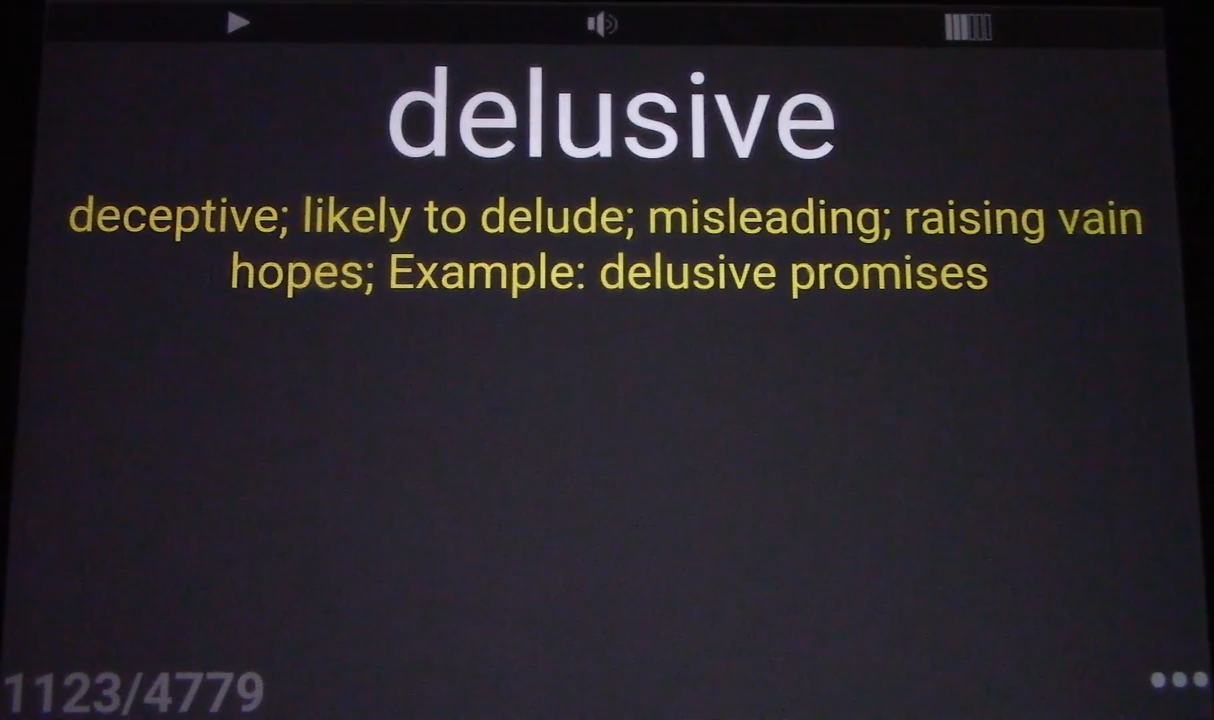 delusive
deceptive; likely to delude; misleading; raising vain
hopes; Example: delusive promises
1123/4779